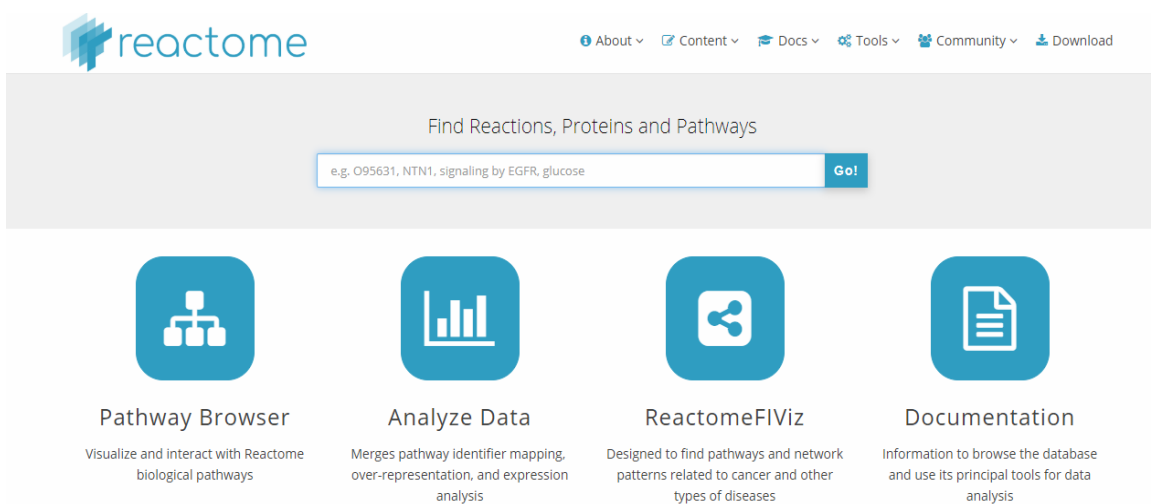 reactome
About Content Docs Tools Community Download
Find Reactions, Proteins and Pathways
e.g. O95631, NTN1, signaling by EGFR, glucose
Go!
Pathway Browser
Visualize and interact with Reactome
biological pathways
Analyze Data
Merges pathway identifier mapping,
over-representation, and expression
analysis
ReactomeFIViz
Designed to find pathways and network
patterns related to cancer and other
types of diseases
Documentation
Information to browse the database
and use its principal tools for data
analysis